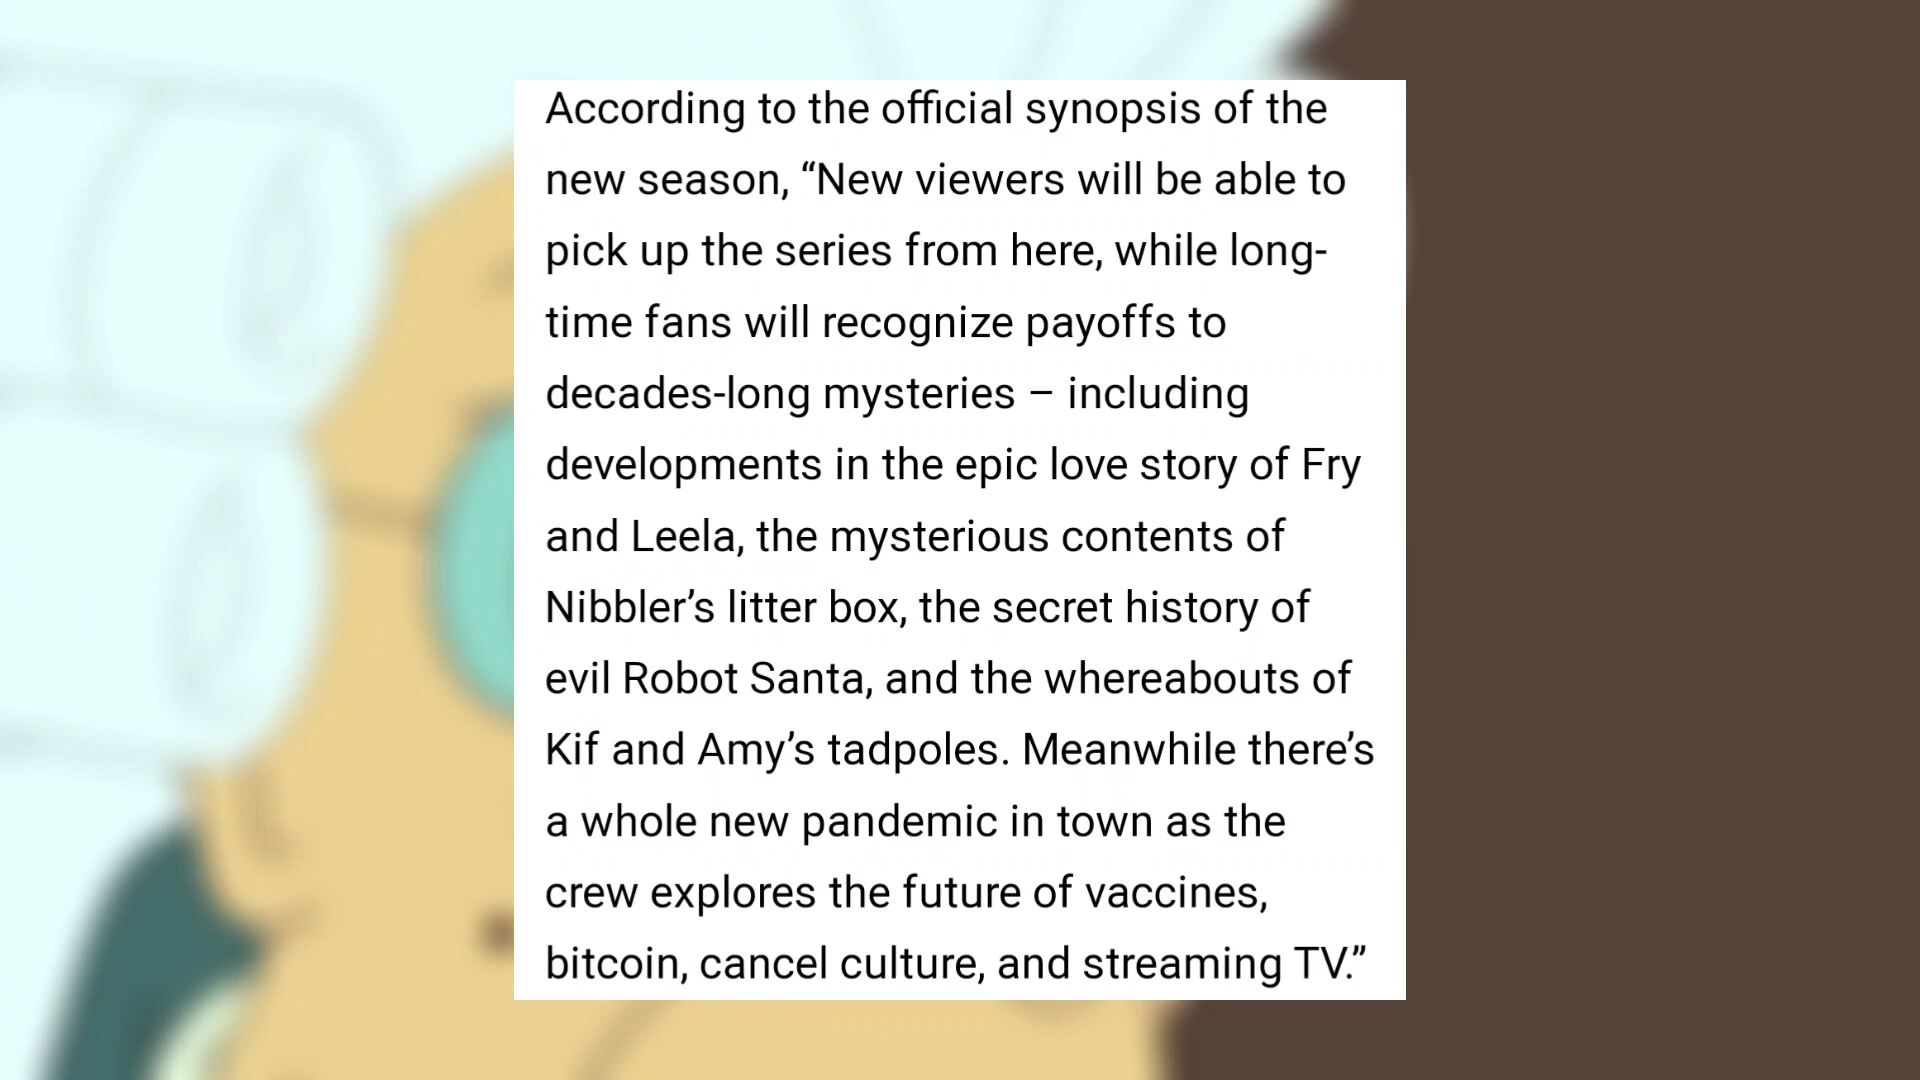 According to the official synopsis of the
new season, “New viewers will be able to
pick up the series from here, while long-
time fans will recognize payoffs to
decades-long mysteries – including
developments in the epic love story of Fry
and Leela, the mysterious contents of
Nibbler’s litter box, the secret history of
evil Robot Santa, and the whereabouts of
Kif and Amy’s tadpoles. Meanwhile there’s
a whole new pandemic in town as the
crew explores the future of vaccines,
bitcoin, cancel culture, and streaming TV.”